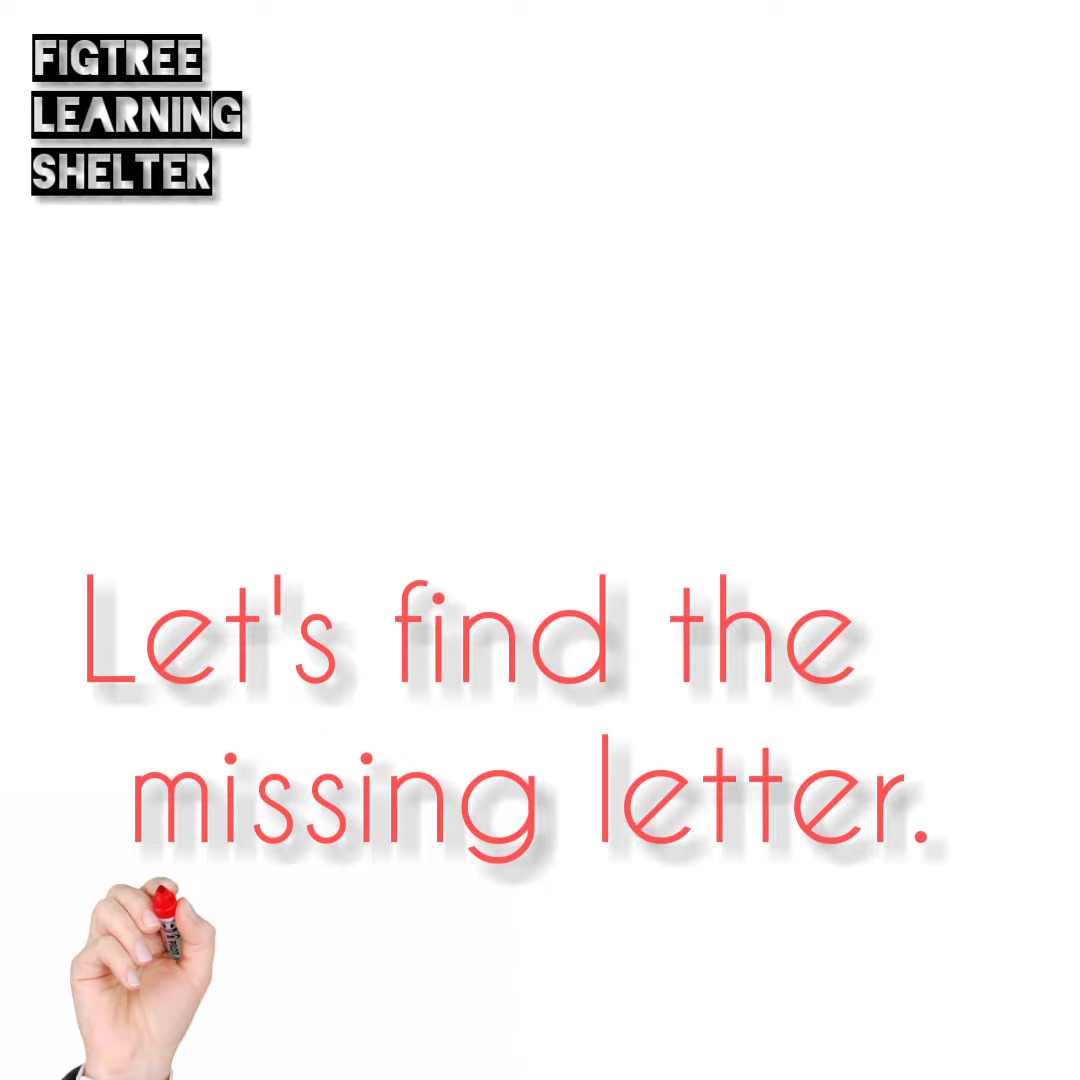 FIGTREE
LEARNING
SHELTER
Let's find the
missing letter.